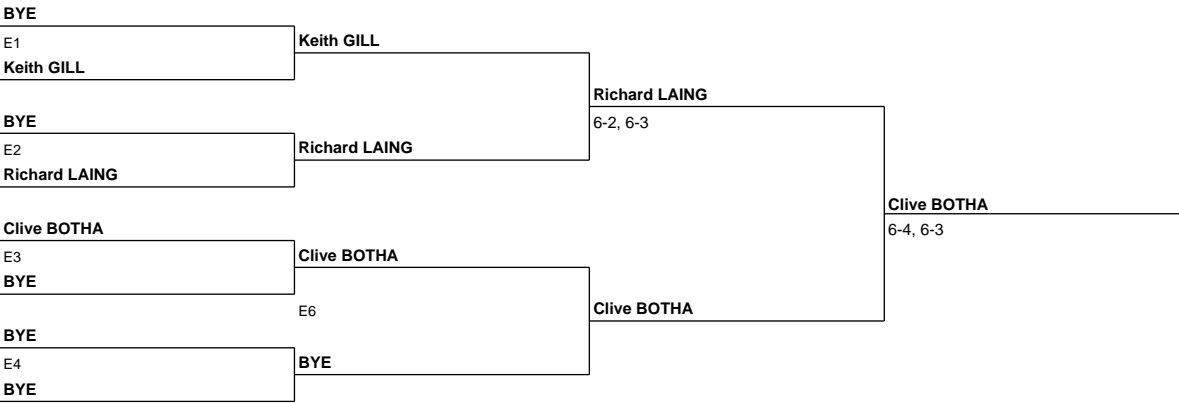 BYE
E1
Keith GILL
Keith GILL
BYE
E2
Richard LAING
Richard LAING
Richard LAING
6-2, 6-3
Clive BOTHA
E3
BYE
Clive BOTHA
E6
BYE
E4
BYE
BYE
Clive BOTHA
Clive BOTHA
6-4, 6-3